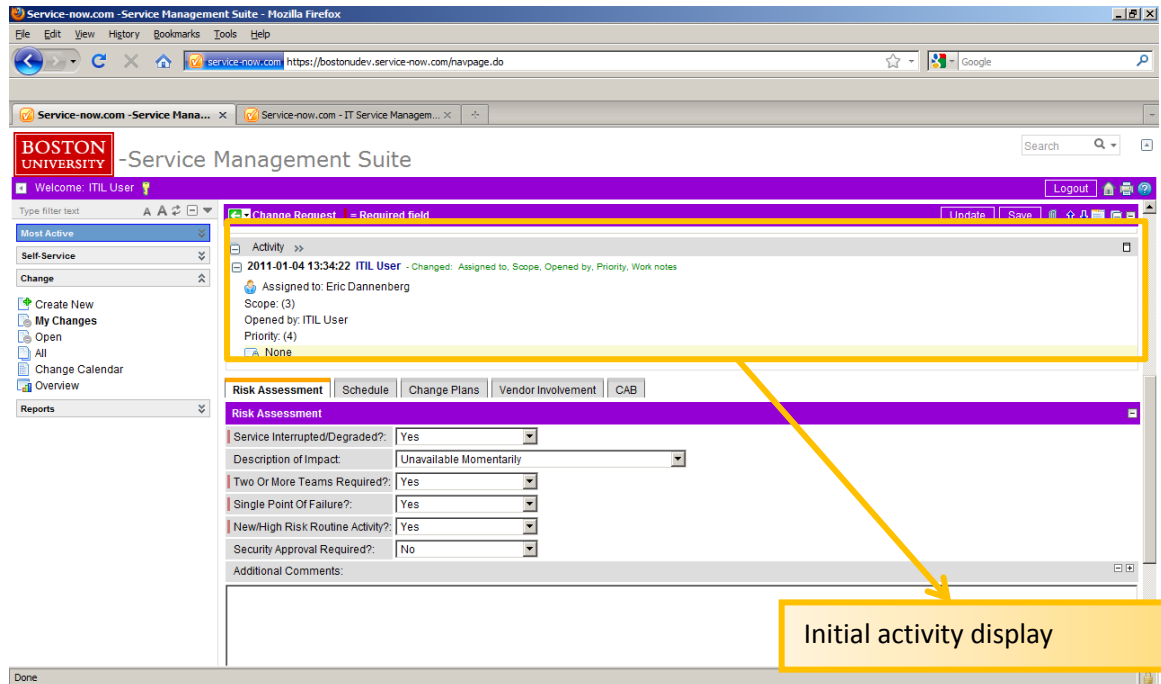 Service-now.com -Service Management Suite - Mozilla Firefox
File Edit View History Bookmarks Tools Help
service-now.com https://bostonudev.service-now.com/navpage.do
Google
Service-now.com -Service Mana...
Service-now.com - IT Service Managem...
BOSTON
UNIVERSITY
-Service Management Suite
Search
Welcome: ITIL User
Logout
Type filter text
A A
Most Active
Self-Service
Change
Create New
My Changes
Open
All
Change Calendar
Overview
Reports
Change Request = Required field
Update Save
Activity >>
2011-01-04 13:34:22 ITIL User - Changed: Assigned to, Scope, Opened by, Priority, Work notes
Assigned to: Eric Dannenberg
Scope: (3)
Opened by: ITIL User
Priority: (4)
None
Risk Assessment Schedule Change Plans Vendor Involvement CAB
Risk Assessment
Service Interrupted/Degraded?: Yes
Description of Impact: Unavailable Momentarily
Two Or More Teams Required?: Yes
Single Point Of Failure?: Yes
New/High Risk Routine Activity?: Yes
Security Approval Required?: No
Additional Comments:
Initial activity display
Done